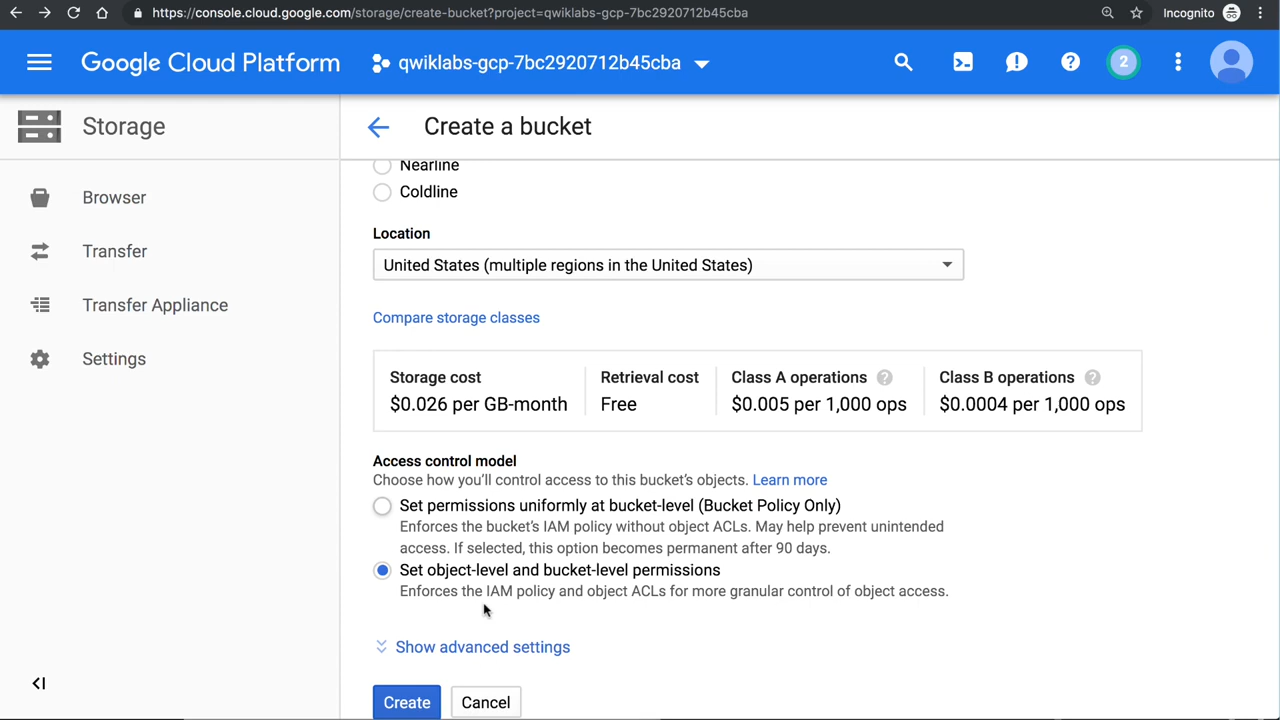 https://console.cloud.google.com/storage/create-bucket?project=qwiklabs-gcp-7bc2920712b45cba
Incognito
Google Cloud Platform
qwiklabs-gcp-7bc2920712b45cba
2
Storage
Create a bucket
Browser
Transfer
Transfer Appliance
Settings
Nearline
Coldline
Location
United States (multiple regions in the United States)
Compare storage classes
Storage cost Retrieval cost Class A operations Class B operations
$0.026 per GB-month Free $0.005 per 1,000 ops $0.0004 per 1,000 ops
Access control model
Choose how you'll control access to this bucket's objects. Learn more
Set permissions uniformly at bucket-level (Bucket Policy Only)
Enforces the bucket's IAM policy without object ACLs. May help prevent unintended
access. If selected, this option becomes permanent after 90 days.
Set object-level and bucket-level permissions
Enforces the IAM policy and object ACLs for more granular control of object access.
Show advanced settings
Create Cancel